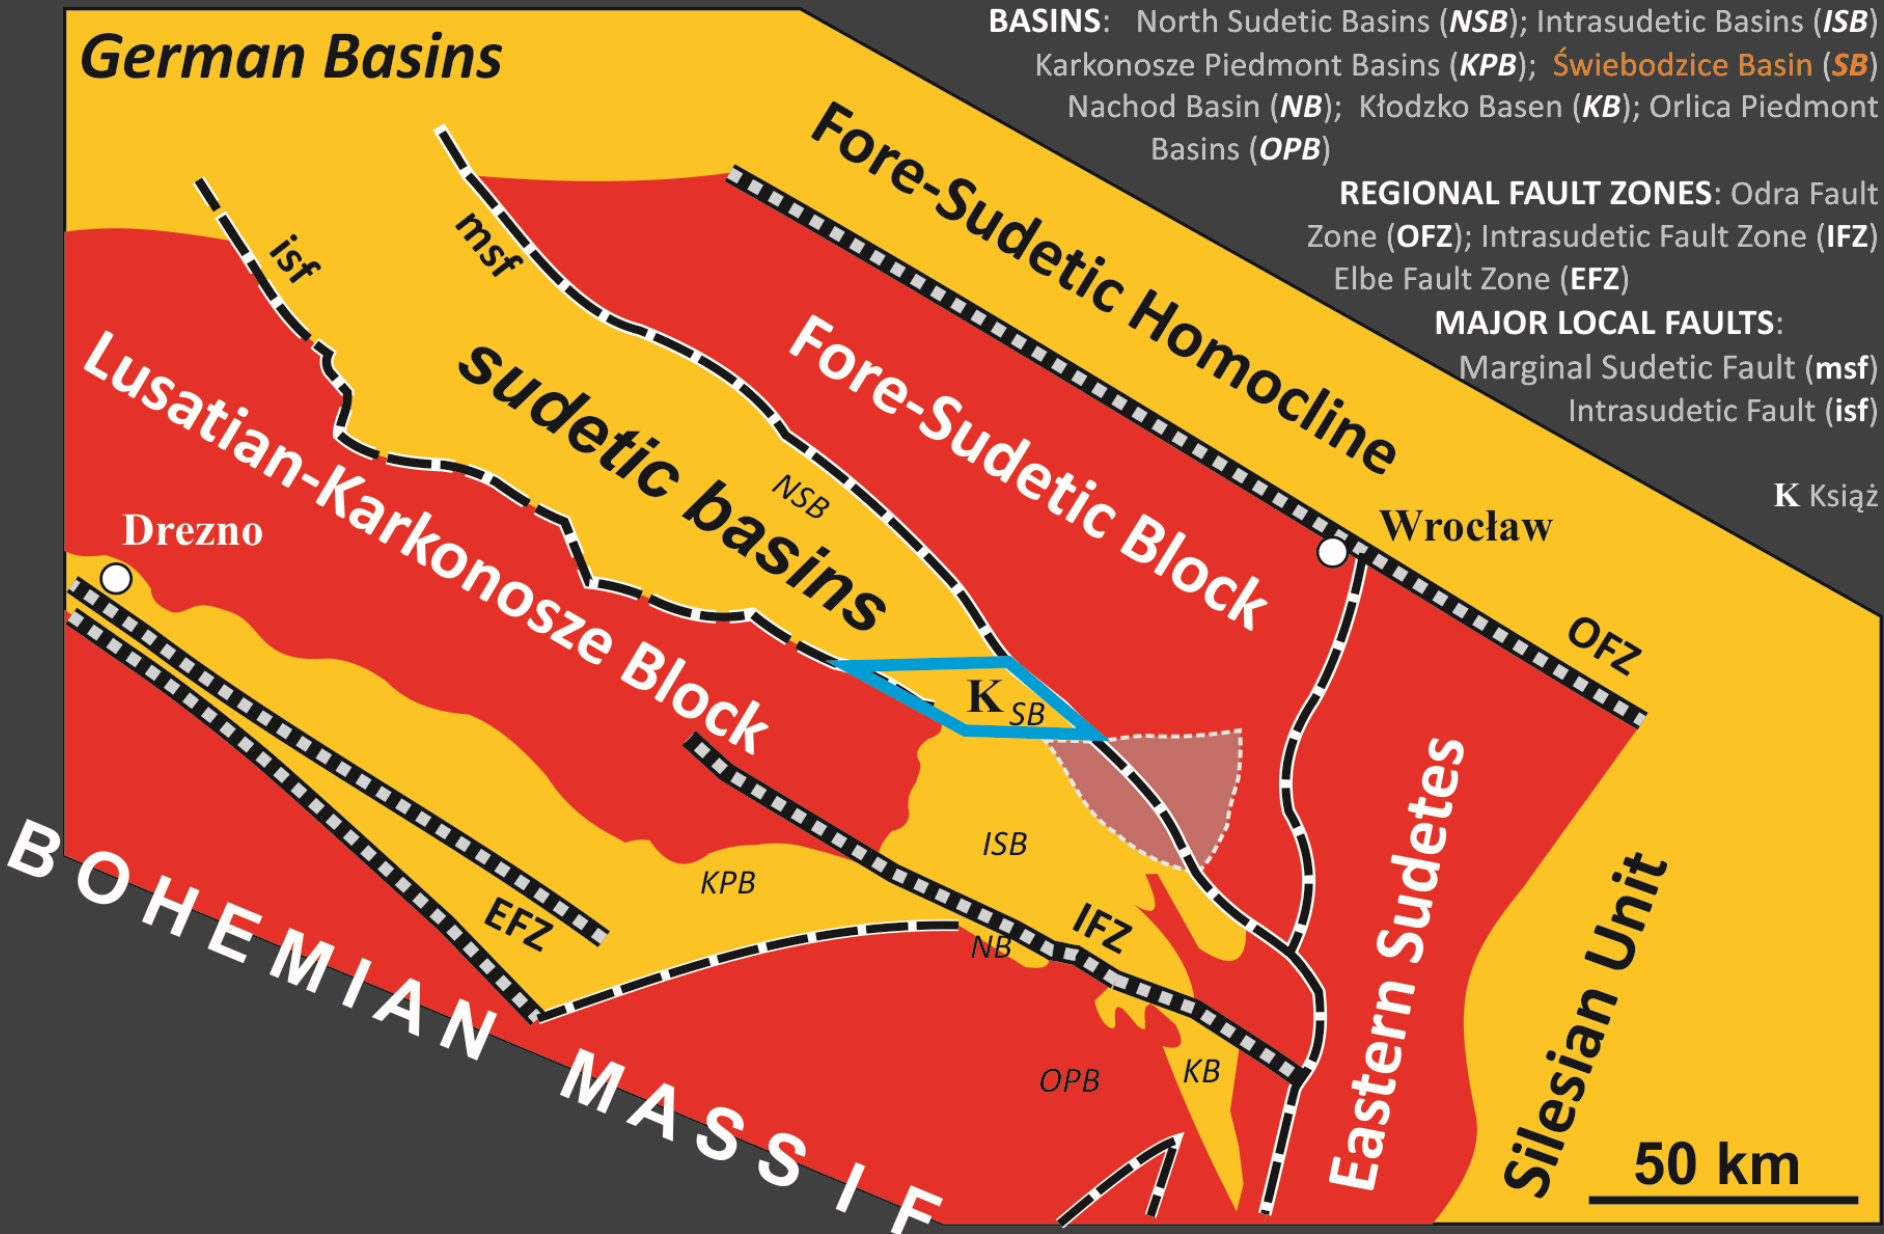 German Basins
BASINS: North Sudetic Basins (NSB); Intrasudetic Basins (ISB)
Karkonosze Piedmont Basins (KPB); Świebodzice Basin (SB)
Nachod Basin (NB); Kłodzko Basen (KB); Orlica Piedmont
Basins (OPB)
REGIONAL FAULT ZONES: Odra Fault
Zone (OFZ); Intrasudetic Fault Zone (IFZ)
Elbe Fault Zone (EFZ)
MAJOR LOCAL FAULTS:
Marginal Sudetic Fault (msf)
Intrasudetic Fault (isf)
K Książ
Fore-Sudetic Homocline
isf
msf
Fore-Sudetic Block
sudetic basins
Lusatian-Karkonosze Block
NSB
Drezno
Wrocław
OFZ
K
SB
ISB
KPB
EFZ
IFZ
NB
OPB
KB
Eastern Sudetes
Silesian Unit
BOHEMIAN MASSIF
50 km